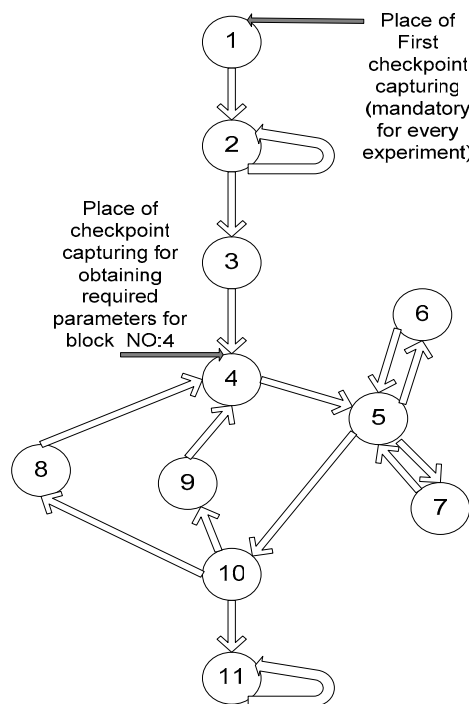 1
Place of
First
checkpoint
capturing
(mandatory
for every
experiment)
2
Place of
checkpoint
capturing for
obtaining
required
parameters for
block NO:4
3
4
5
6
7
8
9
10
11